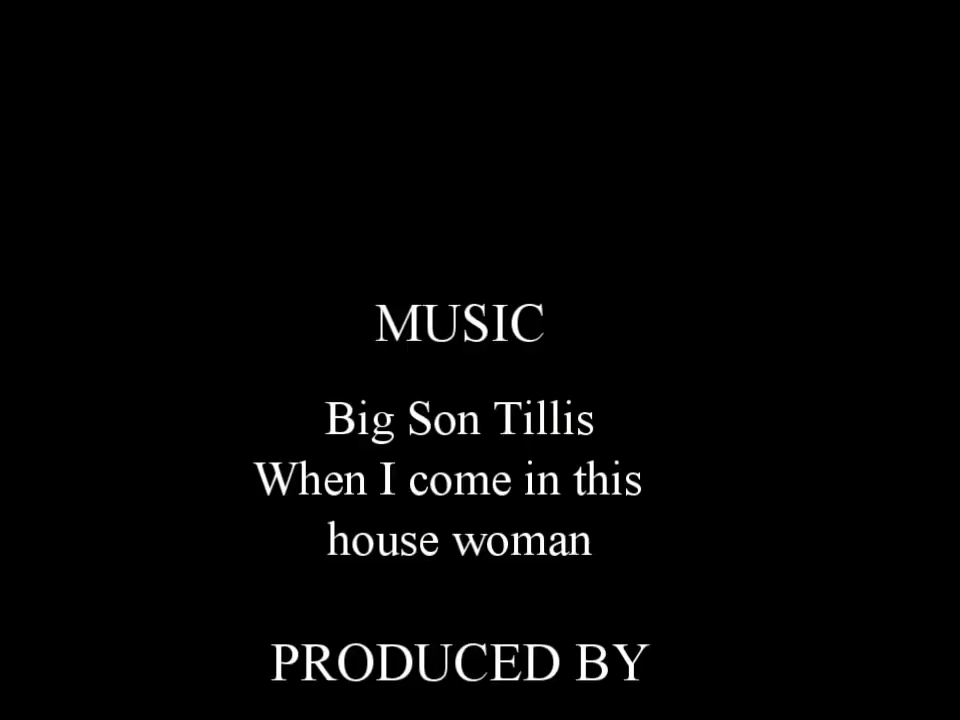 MUSIC
Big Son Tillis
When I come in this
house woman
PRODUCED BY